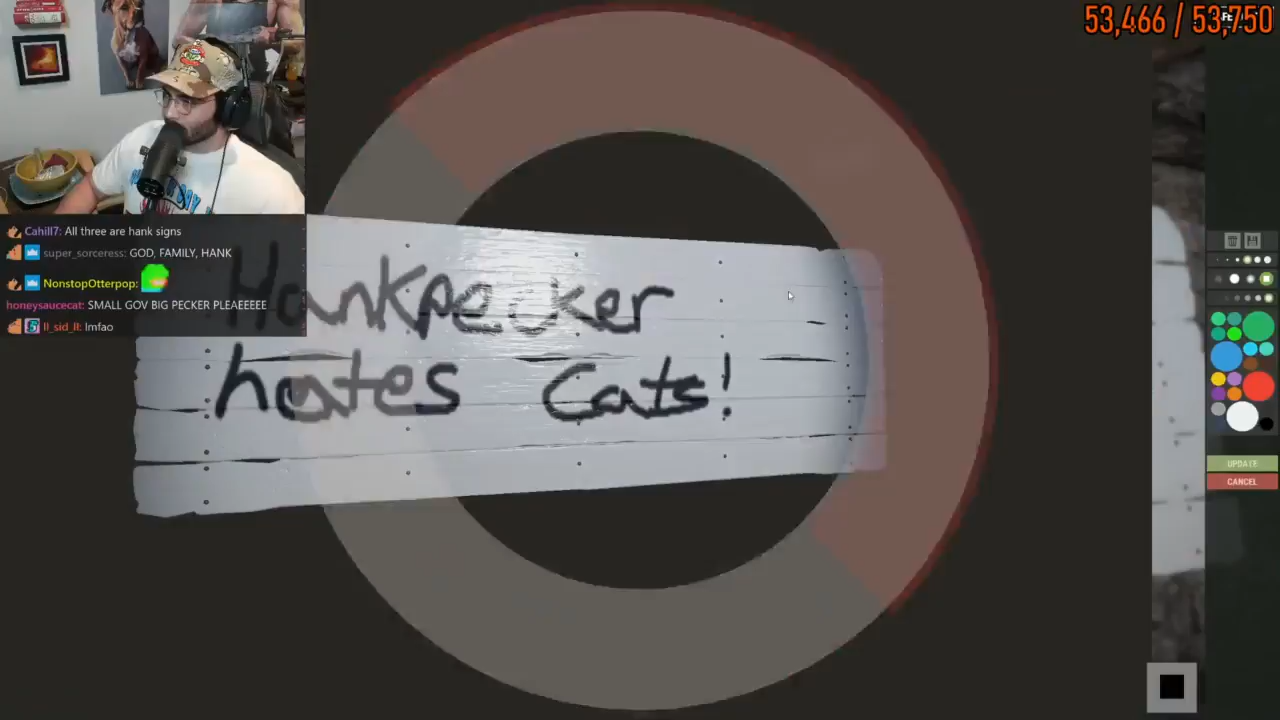 53,466 / 53,750
Cahill7: All three are hank signs
super_sorceress: GOD, FAMILY, HANK
NonstopOtterpop:
honeysaucecat: SMALL GOV BIG PECKER PLEAEEEEE
ll_sid_ll: lmfao
Hankpecker
hates Cats!
UPDATE
CANCEL